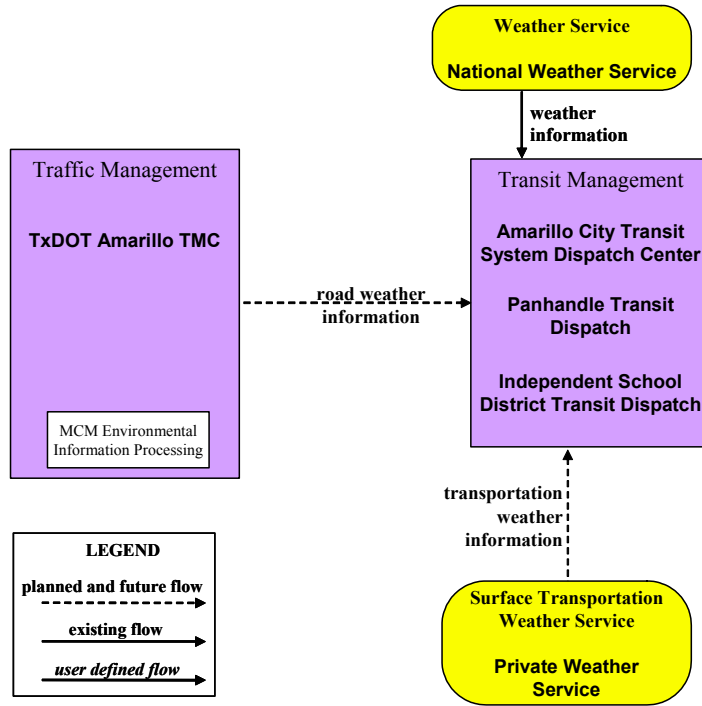 Weather Service
National Weather Service
weather
information
Traffic Management
TxDOT Amarillo TMC
MCM Environmental
Information Processing
road weather
information
Transit Management
Amarillo City Transit
System Dispatch Center
Panhandle Transit
Dispatch
Independent School
District Transit Dispatch
transportation
weather
information
Surface Transportation
Weather Service
Private Weather
Service
LEGEND
planned and future flow
existing flow
user defined flow